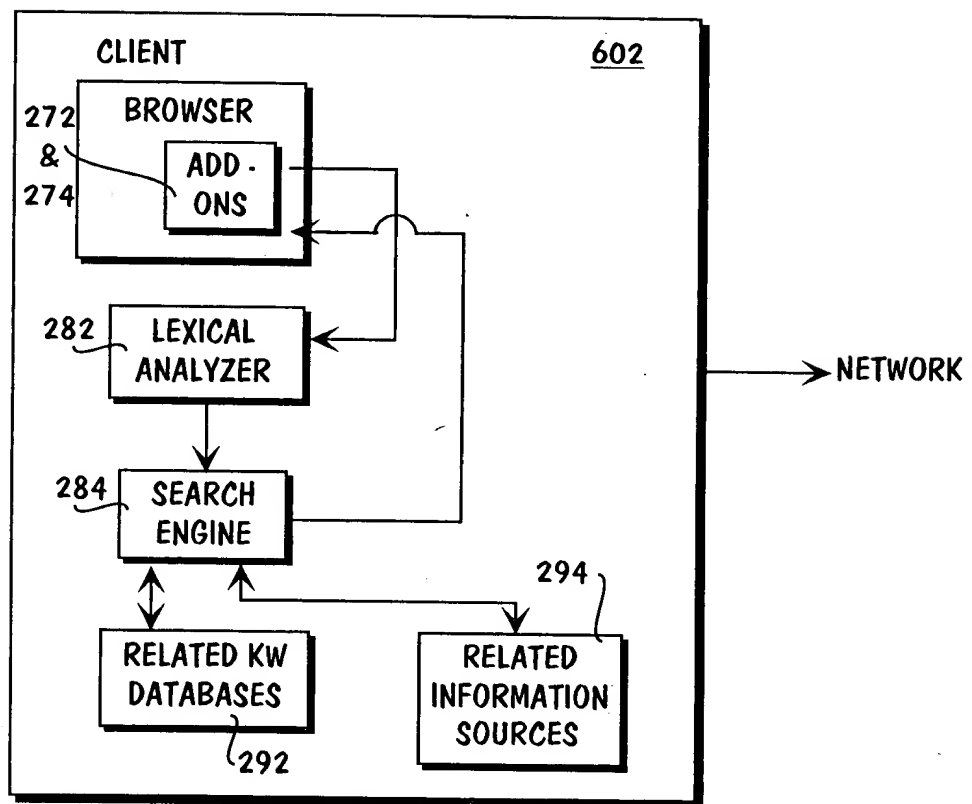 CLIENT
602
BROWSER
272
&
274
ADD-
ONS
282
LEXICAL
ANALYZER
NETWORK
284
SEARCH
ENGINE
294
RELATED KW
DATABASES
292
RELATED
INFORMATION
SOURCES